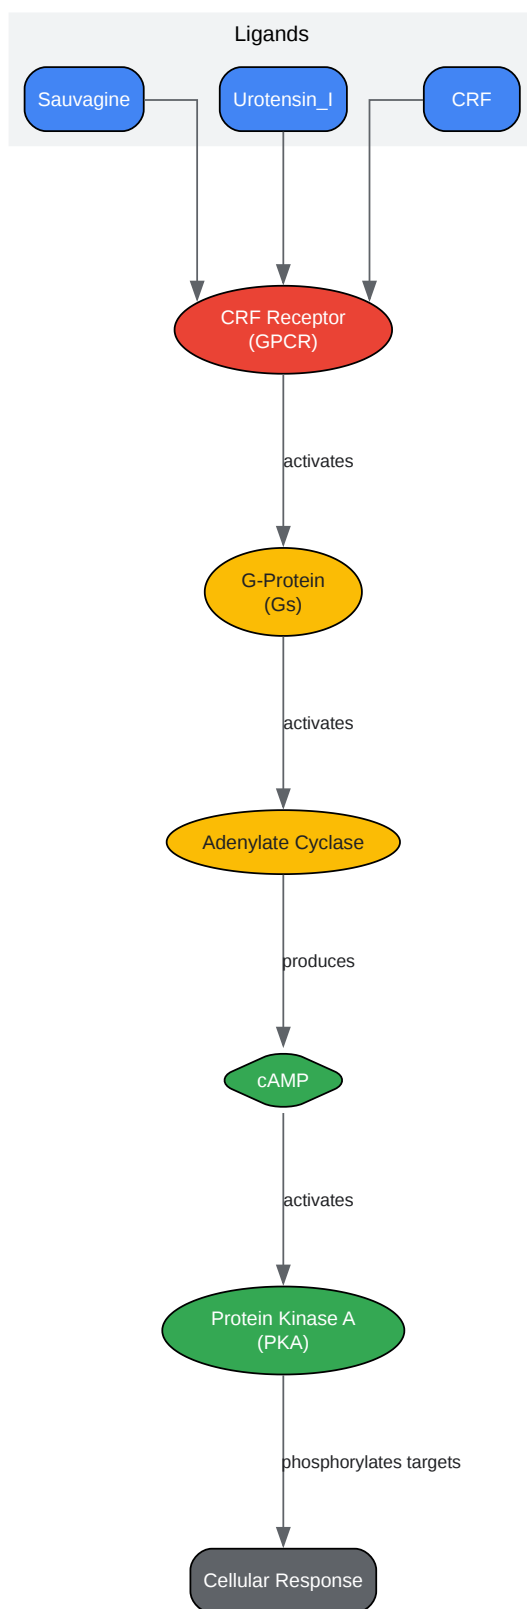 Ligands
Sauvagine
Urotensin_I
CRF
CRF Receptor
(GPCR)
activates
G-Protein
(Gs)
activates
Adenylate Cyclase
produces
cAMP
activates
Protein Kinase A
(PKA)
phosphorylates targets
Cellular Response